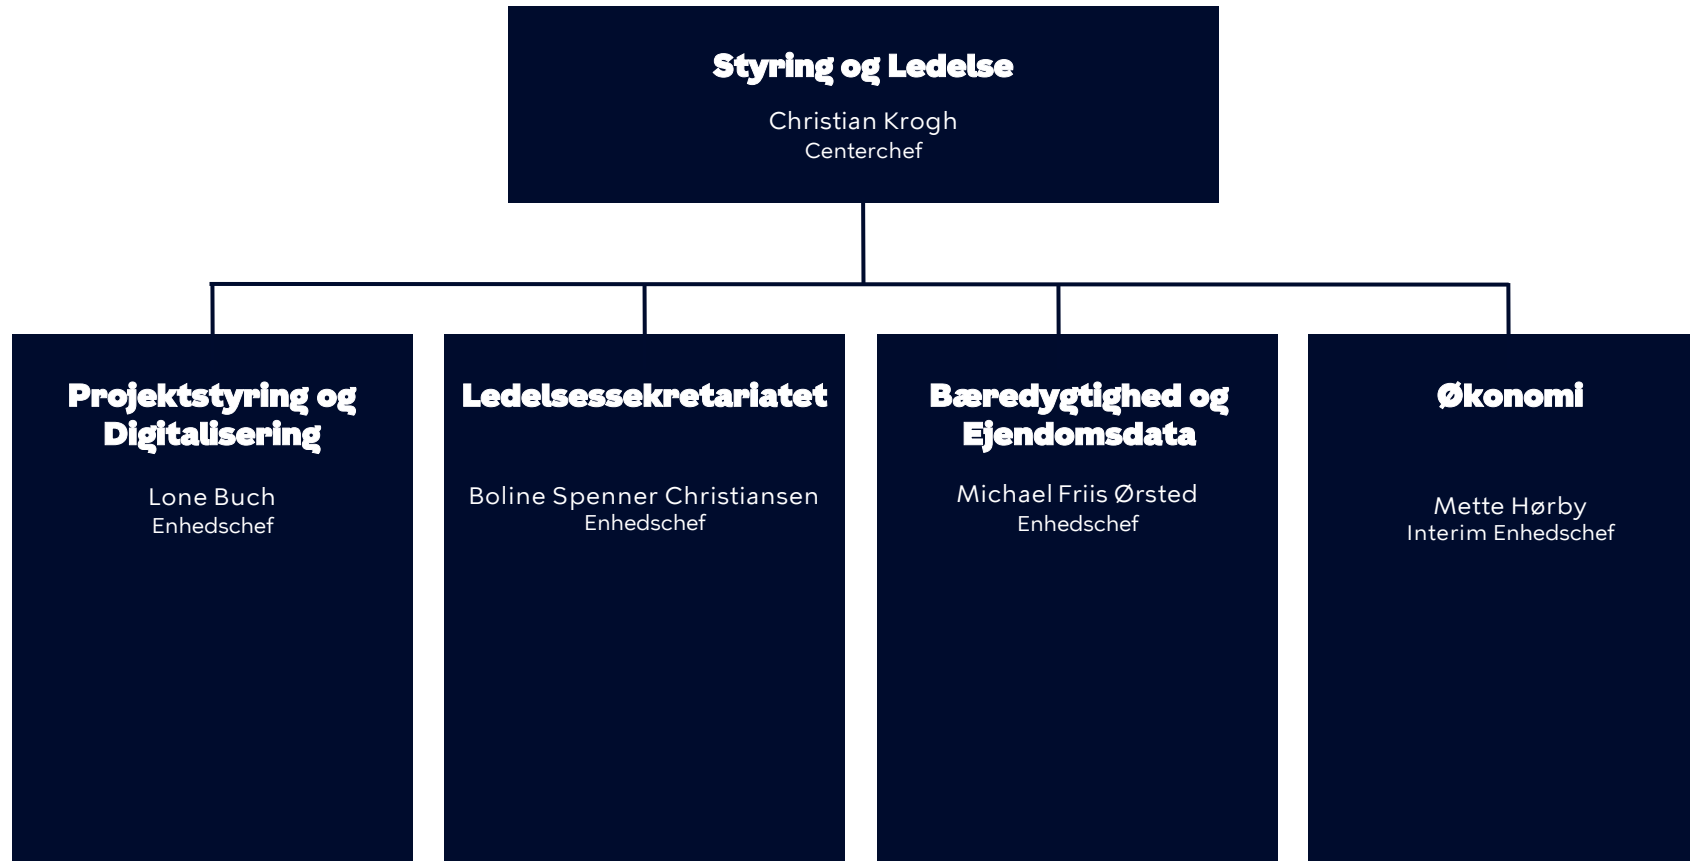 Styring og Ledelse
Christian Krogh
Centerchef
Projektstyring og
Digitalisering
Lone Buch
Enhedschef
Ledelsessekretariatet
Boline Spenner Christiansen
Enhedschef
Bæredygtighed og
Ejendomsdata
Michael Friis Ørsted
Enhedschef
Økonomi
Mette Hørby
Interim Enhedschef